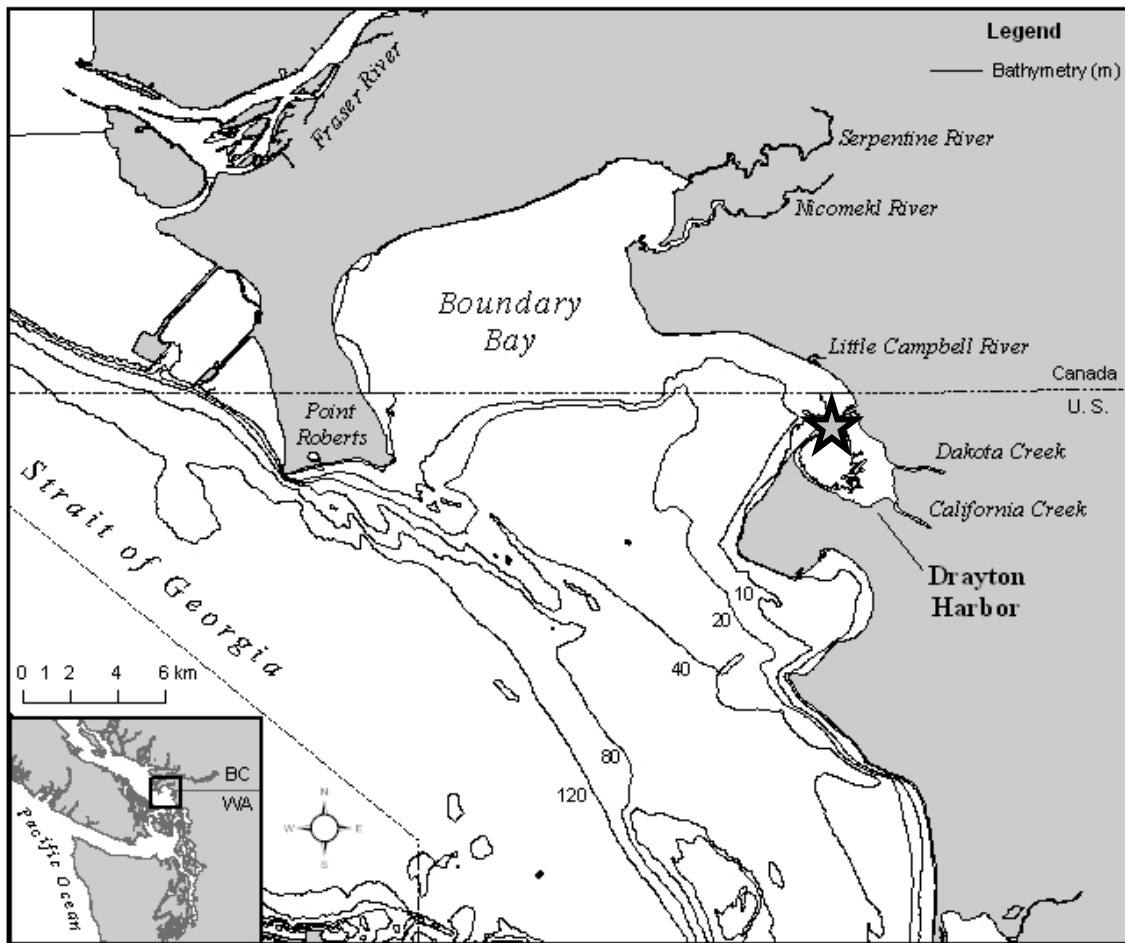 Legend
Bathymetry (m)
Fraser River
Serpentine River
Nicomekl River
Boundary
Bay
Little Campbell River
Canada
U. S.
Point
Roberts
Dakota Creek
California Creek
Drayton
Harbor
Strait of Georgia
10
20
40
80
120
0 1 2 4 6 km
BC
WA
Pacific Ocean
N
W E
S